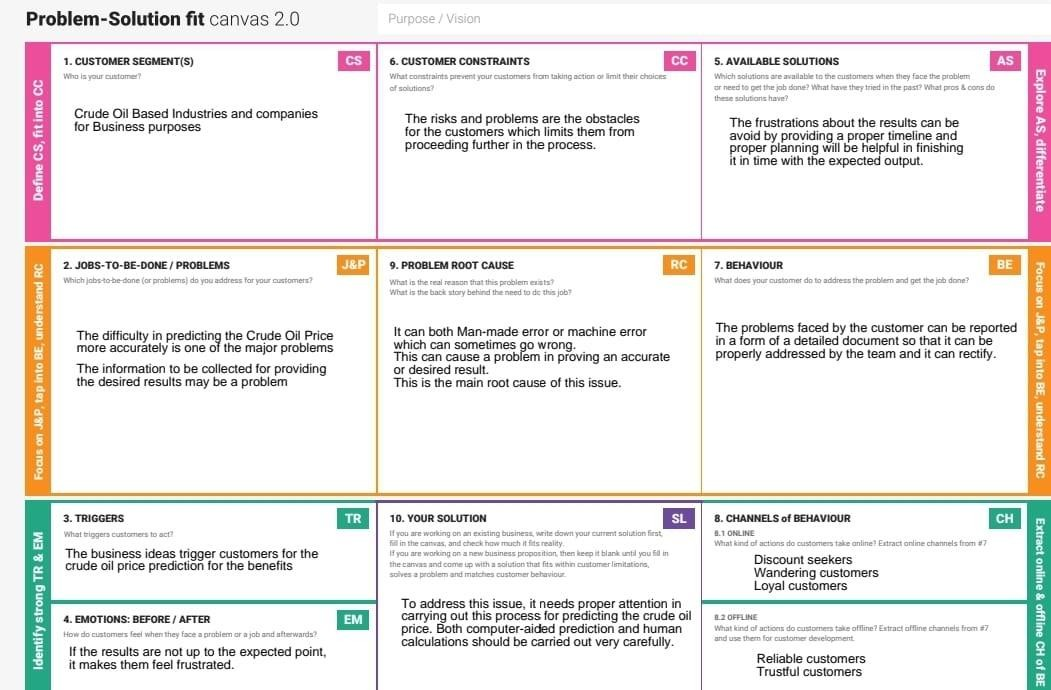 Problem-Solution fit canvas 2.0
Purpose / Vision
Define CS, fit into CC
1. CUSTOMER SEGMENT(S)
CS
Who is your customer?
Crude Oil Based Industries and companies
for Business purposes
6. CUSTOMER CONSTRAINTS
CC
What constraints prevent your customers from taking action or limit their choices
of solutions?
The risks and problems are the obstacles
for the customers which limits them from
proceeding further in the process.
5. AVAILABLE SOLUTIONS
AS
Which solutions are available to the customers when they face the problem
or need to get the job done? What have they tried in the past? What pros & cons do
these solutions have?
The frustrations about the results can be
avoid by providing a proper timeline and
proper planning will be helpful in finishing
it in time with the expected output.
Explore AS, differentiate
Focus on J&P, tap into BE, understand RC
2. JOBS-TO-BE-DONE / PROBLEMS
J&P
Which jobs-to-be-done (or problems) do you address for your customers?
The difficulty in predicting the Crude Oil Price
more accurately is one of the major problems
The information to be collected for providing
the desired results may be a problem
9. PROBLEM ROOT CAUSE
RC
What is the real reason that this problem exists?
What is the back story behind the need to do this job?
It can both Man-made error or machine error
which can sometimes go wrong.
This can cause a problem in proving an accurate
or desired result.
This is the main root cause of this issue.
7. BEHAVIOUR
BE
What does your customer do to address the problem and get the job done?
The problems faced by the customer can be reported
in a form of a detailed document so that it can be
properly addressed by the team and it can rectify.
Focus on J&P, tap into BE, understand RC
Identify strong TR & EM
3. TRIGGERS
TR
What triggers customers to act?
The business ideas trigger customers for the
crude oil price prediction for the benefits
4. EMOTIONS: BEFORE / AFTER
EM
How do customers feel when they face a problem or a job and afterwards?
If the results are not up to the expected point,
it makes them feel frustrated.
10. YOUR SOLUTION
SL
If you are working on an existing business, write down your current solution first,
fill in the canvas, and check how much it fits reality.
If you are working on a new business proposition, then keep it blank until you fill in
the canvas and come up with a solution that fits within customer limitations,
solves a problem and matches customer behaviour.
To address this issue, it needs proper attention in
carrying out this process for predicting the crude oil
price. Both computer-aided prediction and human
calculations should be carried out very carefully.
8. CHANNELS of BEHAVIOUR
CH
8.1 ONLINE
What kind of actions do customers take online? Extract online channels from #7
Discount seekers
Wandering customers
Loyal customers
8.2 OFFLINE
What kind of actions do customers take offline? Extract offline channels from #7
and use them for customer development.
Reliable customers
Trustful customers
Extract online & offline CH of BE